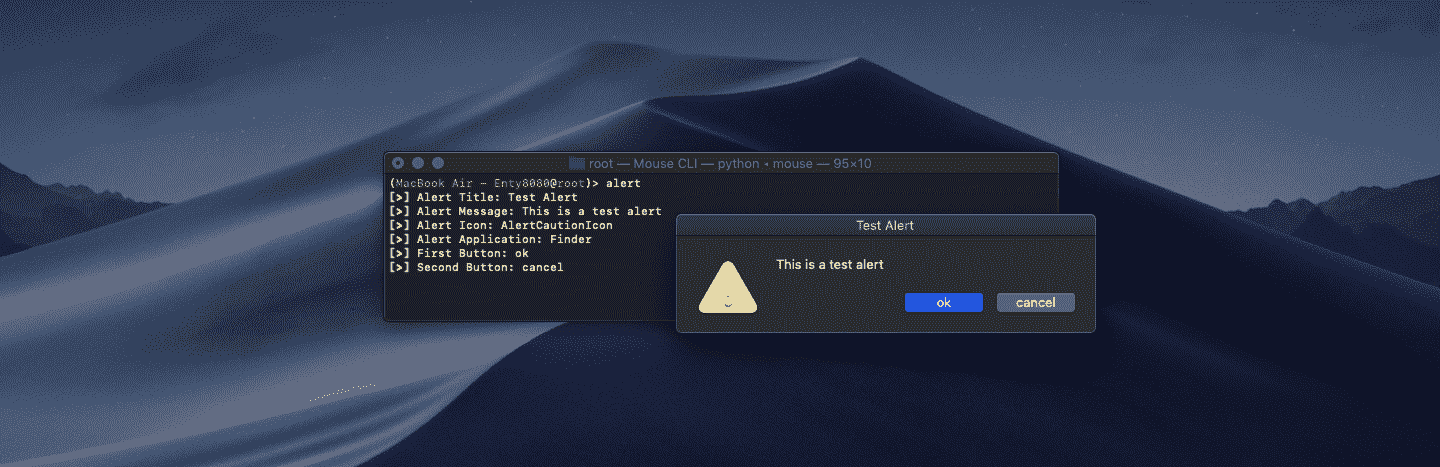 root — Mouse CLI — python • mouse — 95×10
(MacBook Air - Enty8080@root)> alert
[>] Alert Title: Test Alert
[>] Alert Message: This is a test alert
[>] Alert Icon: AlertCautionIcon
[>] Alert Application: Finder
[>] First Button: ok
[>] Second Button: cancel
Test Alert
This is a test alert
ok cancel